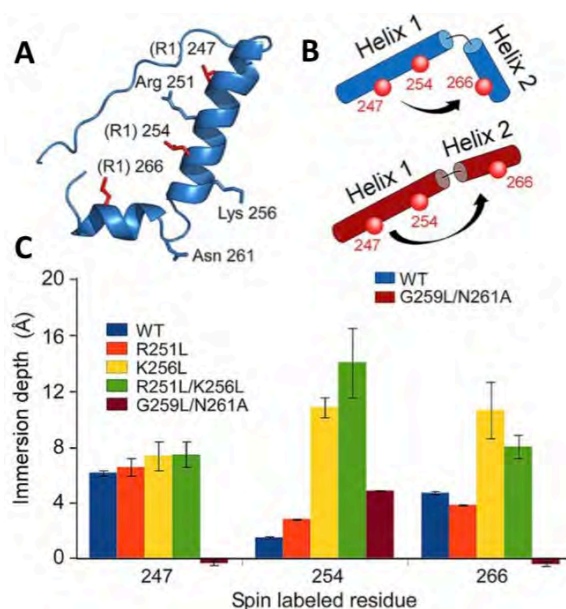 A
(R1) 247
Arg 251
(R1) 254
(R1) 266
Lys 256
Asn 261
B
Helix 1
Helix 2
247
254
266
Helix 1
Helix 2
247
254
266
WT
G259L/N261A
C
Immersion depth (Å)
20
16
12
8
4
0
WT
R251L
K256L
R251L/K256L
G259L/N261A
247
254
266
Spin labeled residue